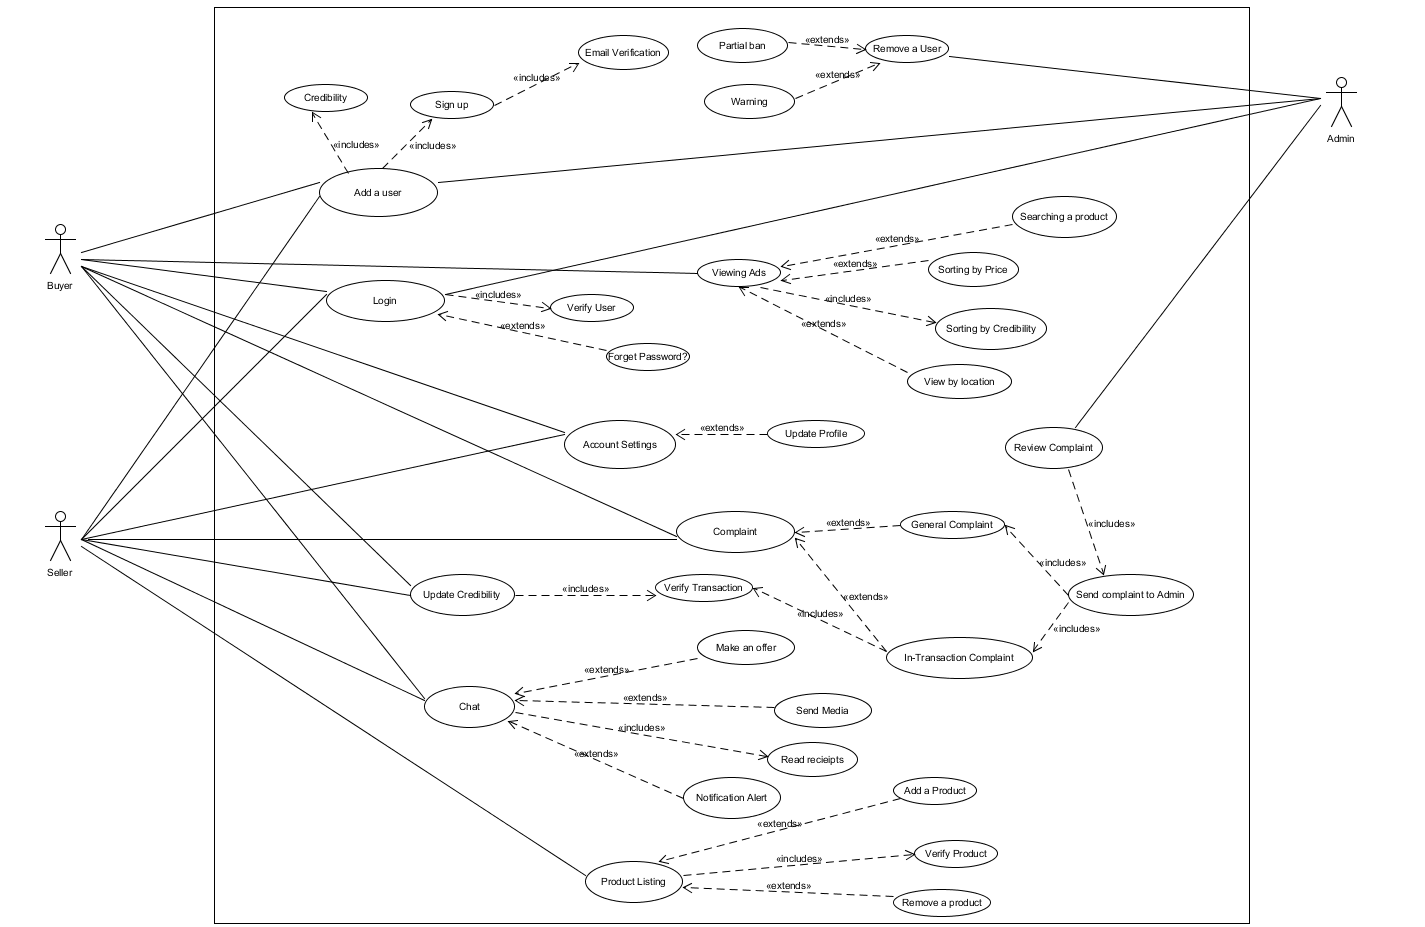 Partial ban
«extends»
Remove a User
Email Verification
«includes»
«extends»
Credibility
Sign up
Warning
Admin
«includes»
«includes»
Add a user
Searching a product
«extends»
Buyer
Viewing Ads
«extends»
Sorting by Price
Login
«includes»
Verify User
«includes»
«extends»
«extends»
Sorting by Credibility
Forget Password?
View by location
Account Settings
«extends»
Update Profile
Review Complaint
Complaint
«extends»
General Complaint
«includes»
«includes»
Seller
Update Credibility
«includes»
Verify Transaction
«extends»
Send complaint to Admin
«includes»
«includes»
Make an offer
In-Transaction Complaint
«extends»
Chat
«extends»
Send Media
«includes»
«extends»
Read recieipts
Notification Alert
Add a Product
«extends»
«includes»
Verify Product
Product Listing
«extends»
Remove a product